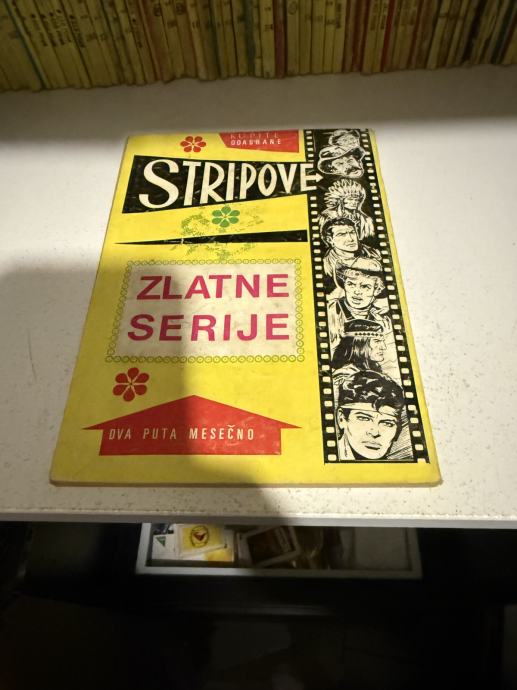 KUPITE
ODABRANE
STRIPOVE
ZLATNE
SERIJE
DVA PUTA MESEČNO